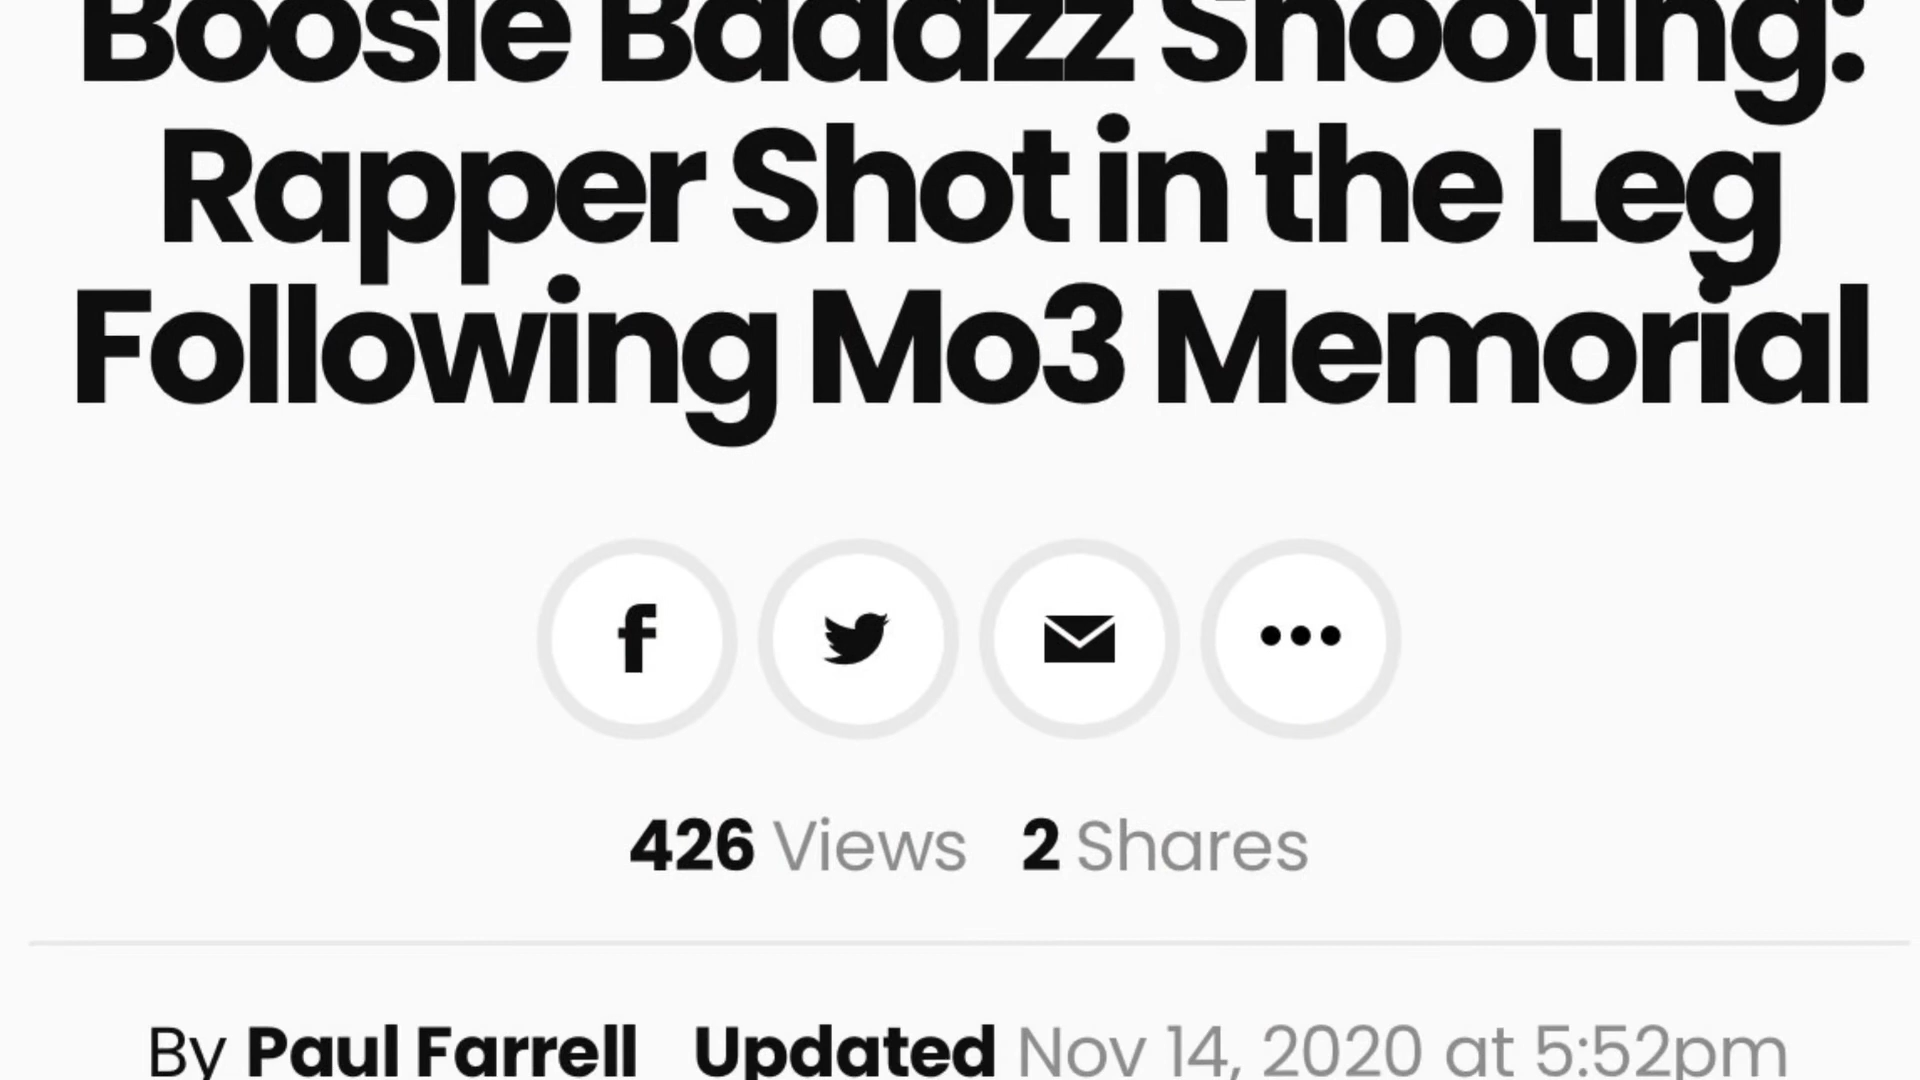 Boosie Badazz Shooting:
Rapper Shot in the Leg
Following Mo3 Memorial
426 Views 2 Shares
By Paul Farrell Updated Nov 14, 2020 at 5:52pm